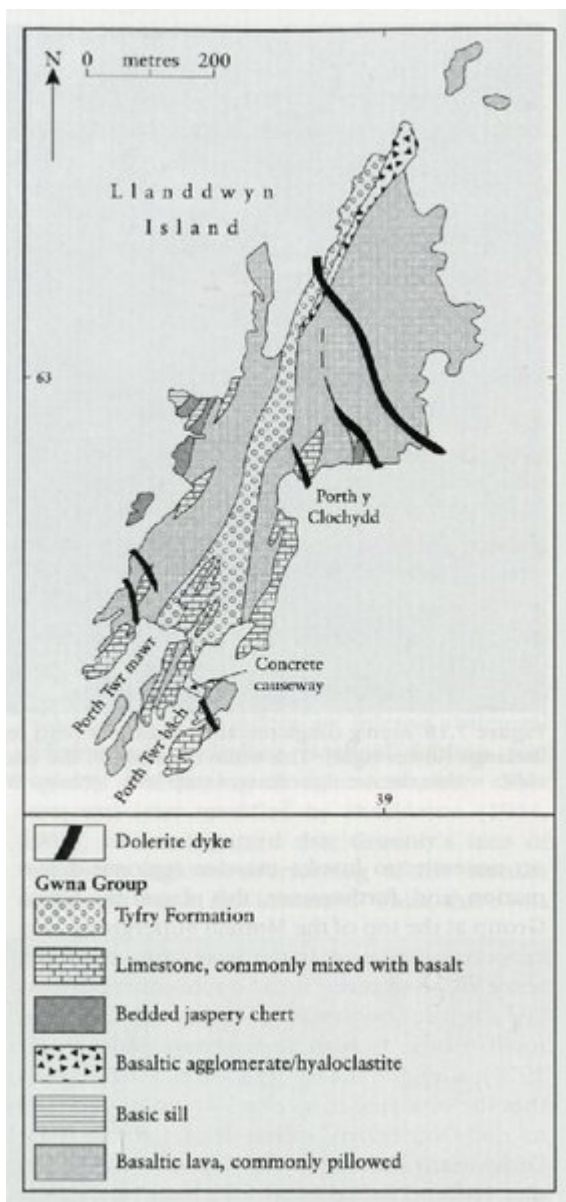 N 0 metres 200
Llanddwyn
Island
63
Porth y
Clochydd
Porth Twr mawr
Concrete
causeway
Porth Twr bach
39
Dolerite dyke
Gwna Group
Tyfry Formation
Limestone, commonly mixed with basalt
Bedded jaspery chert
Basaltic agglomerate/hyaloclastite
Basic sill
Basaltic lava, commonly pillowed